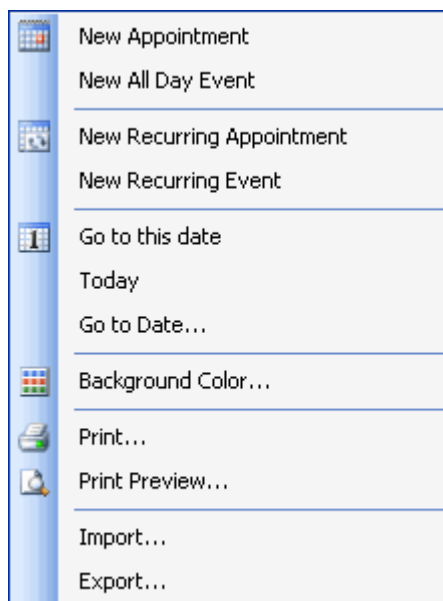 New Appointment
New All Day Event
New Recurring Appointment
New Recurring Event
1 Go to this date
Today
Go to Date...
Background Color...
Print...
Print Preview...
Import...
Export...